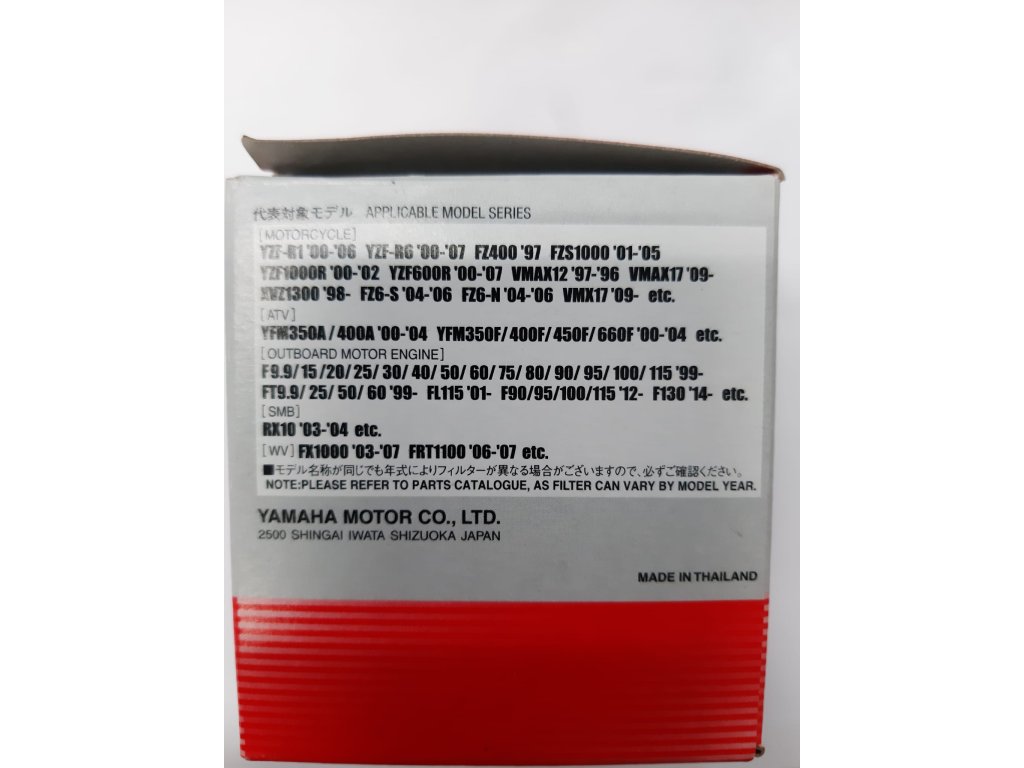 代表対象モデル APPLICABLE MODEL SERIES
[MOTORCYCLE]
YZF-R1 '00-'06 YZF-R6 '00-'07 FZ400 '97 FZS1000 '01-'05
YZF1000R '00-'02 YZF600R '00-'07 VMAX12 '97-'96 VMAX17 '09-
XVZ1300 '98- FZ6-S '04-'06 FZ6-N '04-'06 VMX17 '09- etc.
[ATV]
YFM350A/400A '00-'04 YFM350F/400F/450F/660F '00-'04 etc.
[OUTBOARD MOTOR ENGINE]
F9.9/15/20/25/30/40/50/60/75/80/90/95/100/115 '99-
FT9.9/25/50/60 '99- FL115 '01- F90/95/100/115 '12- F130 '14- etc.
[SMB]
RX10 '03-'04 etc.
[WV] FX1000 '03-'07 FRT1100 '06-'07 etc.
■モデル名称が同じでも年式によりフィルターが異なる場合がございますので、必ずご確認ください。
NOTE:PLEASE REFER TO PARTS CATALOGUE, AS FILTER CAN VARY BY MODEL YEAR.
YAMAHA MOTOR CO., LTD.
2500 SHINGAI IWATA SHIZUOKA JAPAN
MADE IN THAILAND